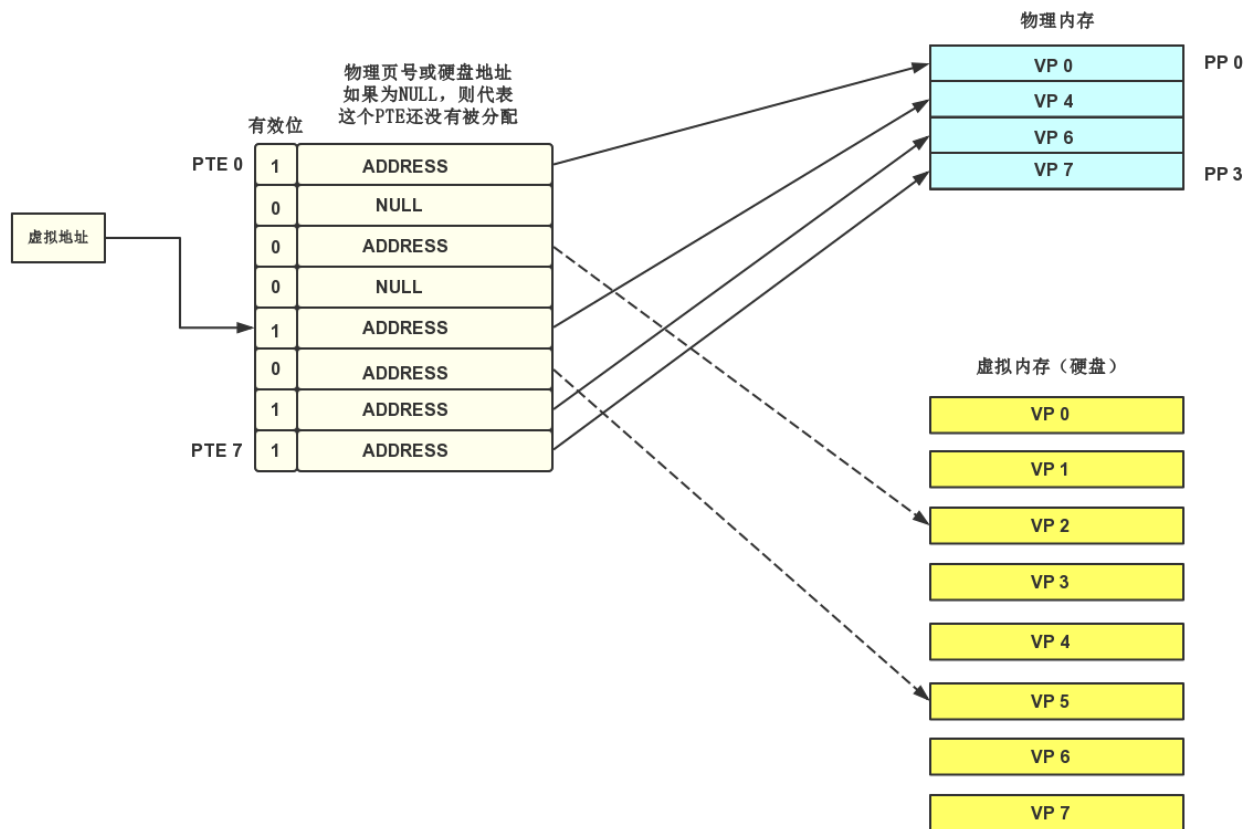 物理内存
VP 0
PP 0
VP 4
VP 6
VP 7
PP 3
物理页号或硬盘地址
如果为NULL，则代表
这个PTE还没有被分配
有效位
PTE 0
1
ADDRESS
0
NULL
虚拟地址
0
ADDRESS
0
NULL
1
ADDRESS
0
ADDRESS
1
ADDRESS
PTE 7
1
ADDRESS
虚拟内存（硬盘）
VP 0
VP 1
VP 2
VP 3
VP 4
VP 5
VP 6
VP 7